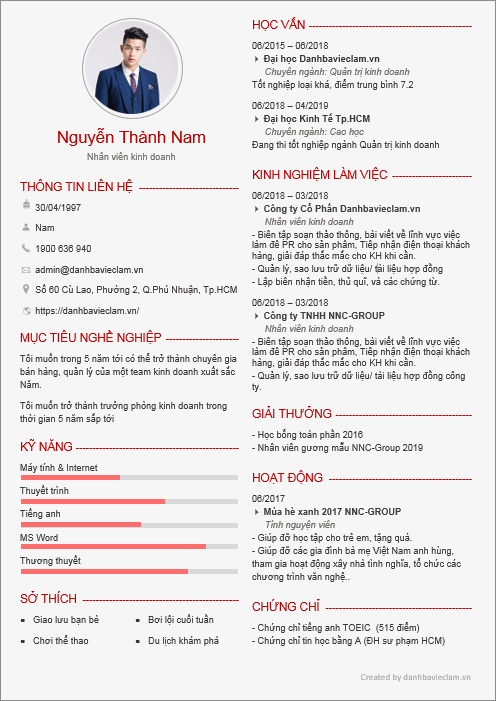 Nguyễn Thành Nam
Nhân viên kinh doanh
THÔNG TIN LIÊN HỆ
30/04/1997
Nam
1900 636 940
admin@danhbavieclam.vn
Số 60 Cù Lao, Phường 2, Q.Phú Nhuận, Tp.HCM
https://danhbavieclam.vn/
MỤC TIÊU NGHỀ NGHIỆP
Tôi muốn trong 5 năm tới có thể trở thành chuyên gia
bán hàng, quản lý của một team kinh doanh xuất sắc
Năm.
Tôi muốn trở thành trưởng phòng kinh doanh trong
thời gian 5 năm sắp tới
KỸ NĂNG
Máy tính & Internet
Thuyết trình
Tiếng anh
MS Word
Thương thuyết
SỞ THÍCH
Giao lưu bạn bè
Bơi lội cuối tuần
Chơi thể thao
Du lịch khám phá
HỌC VẤN
06/2015 – 06/2018
Đại học Danhbavieclam.vn
Chuyên ngành: Quản trị kinh doanh
Tốt nghiệp loại khá, điểm trung bình 7.2
06/2018 – 04/2019
Đại học Kinh Tế Tp.HCM
Chuyên ngành: Cao học
Đang thi tốt nghiệp ngành Quản trị kinh doanh
KINH NGHIỆM LÀM VIỆC
06/2018 – 03/2018
Công ty Cổ Phần Danhbavieclam.vn
Nhân viên kinh doanh
- Biên tập soạn thảo thông, bài viết về lĩnh vực việc
làm để PR cho sản phẩm, Tiếp nhận điện thoại khách
hàng, giải đáp thắc mắc cho KH khi cần.
- Quản lý, sao lưu trữ dữ liệu/ tài liệu hợp đồng
- Lập biên nhận tiền, thủ quĩ, và các chứng từ.
06/2018 – 03/2018
Công ty TNHH NNC-GROUP
Nhân viên kinh doanh
- Biên tập soạn thảo thông, bài viết về lĩnh vực việc
làm để PR cho sản phẩm, Tiếp nhận điện thoại khách
hàng, giải đáp thắc mắc cho KH khi cần.
- Quản lý, sao lưu trữ dữ liệu/ tài liệu hợp đồng công
ty.
GIẢI THƯỞNG
- Học bổng toàn phần 2016
- Nhân viên gương mẫu NNC-Group 2019
HOẠT ĐỘNG
06/2017
Mùa hè xanh 2017 NNC-GROUP
Tình nguyện viên
- Giúp đỡ học tập cho trẻ em, tặng quà.
- Giúp đỡ các gia đình bà mẹ Việt Nam anh hùng,
tham gia hoạt động xây nhà tình nghĩa, tổ chức các
chương trình văn nghệ..
CHỨNG CHỈ
- Chứng chỉ tiếng anh TOEIC (515 điểm)
- Chứng chỉ tin học bằng A (ĐH sư phạm HCM)
Created by danhbavieclam.vn